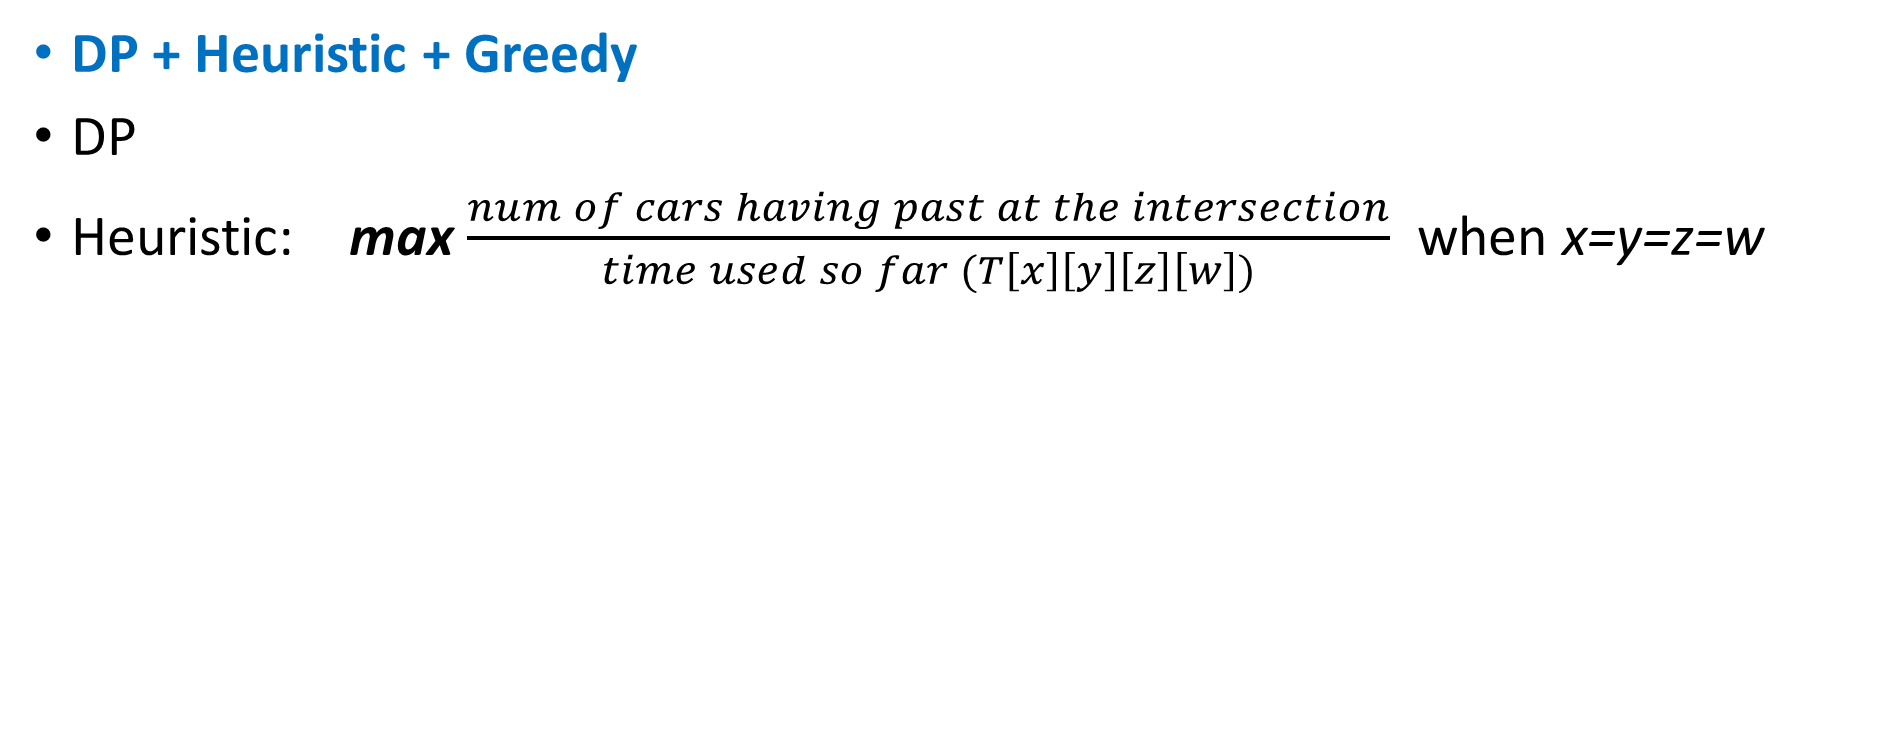 • DP + Heuristic + Greedy
• DP
• Heuristic: max num of cars having past at the intersection / time used so far (T[x][y][z][w]) when x=y=z=w